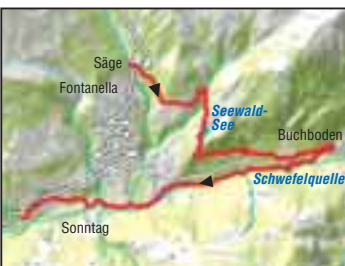 Säge
Fontanella
Seewald-
See
Buchboden
Schwefelquelle
Sonntag